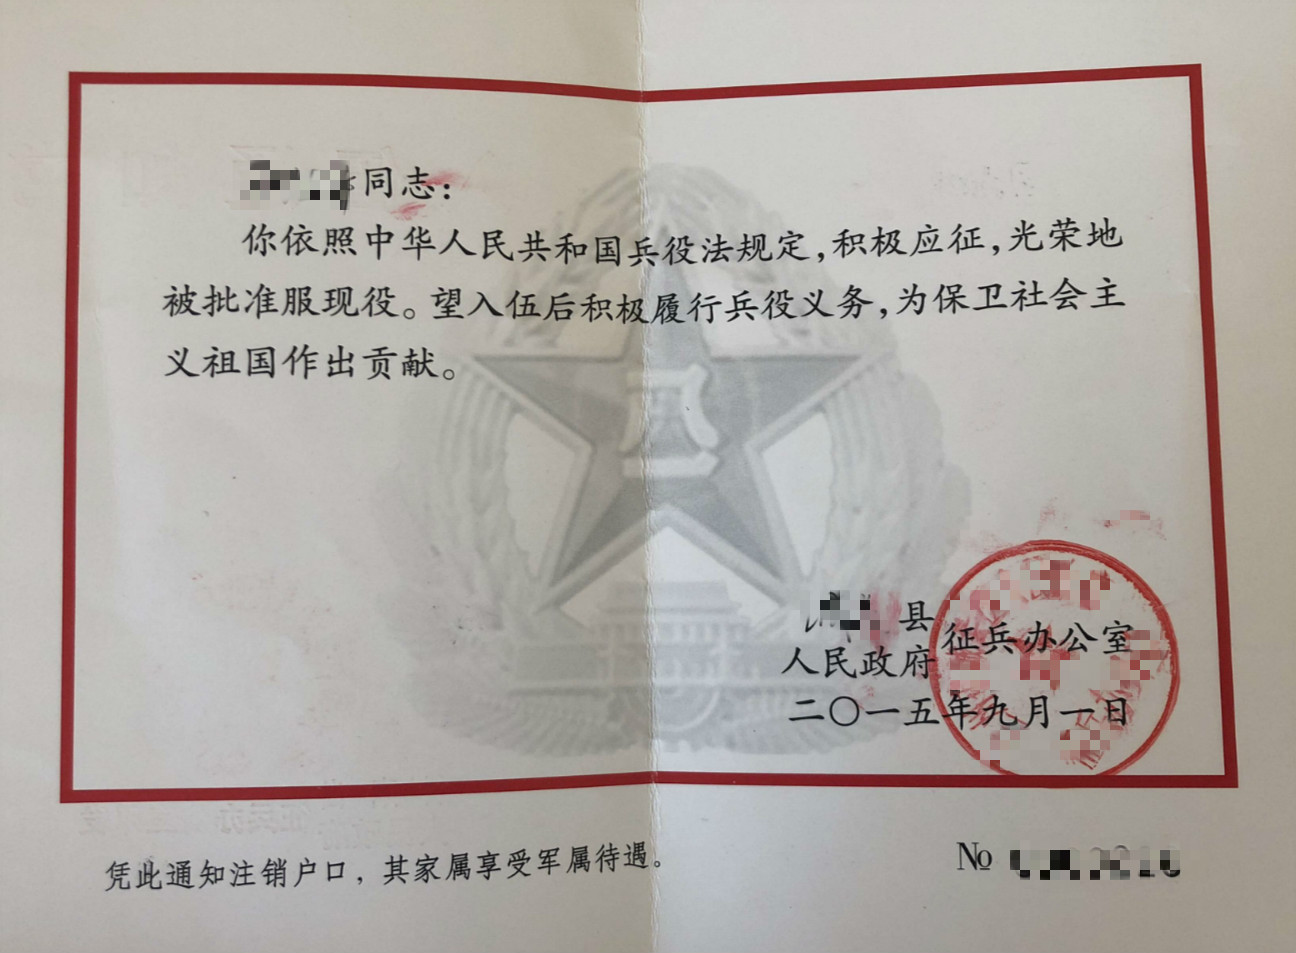 同志：
你依照中华人民共和国兵役法规定，积极应征，光荣地
被批准服现役。望入伍后积极履行兵役义务，为保卫社会主
义祖国作出贡献。
县
人民政府 征兵办公室
二〇一五年九月一日
凭此通知注销户口，其家属享受军属待遇。
№